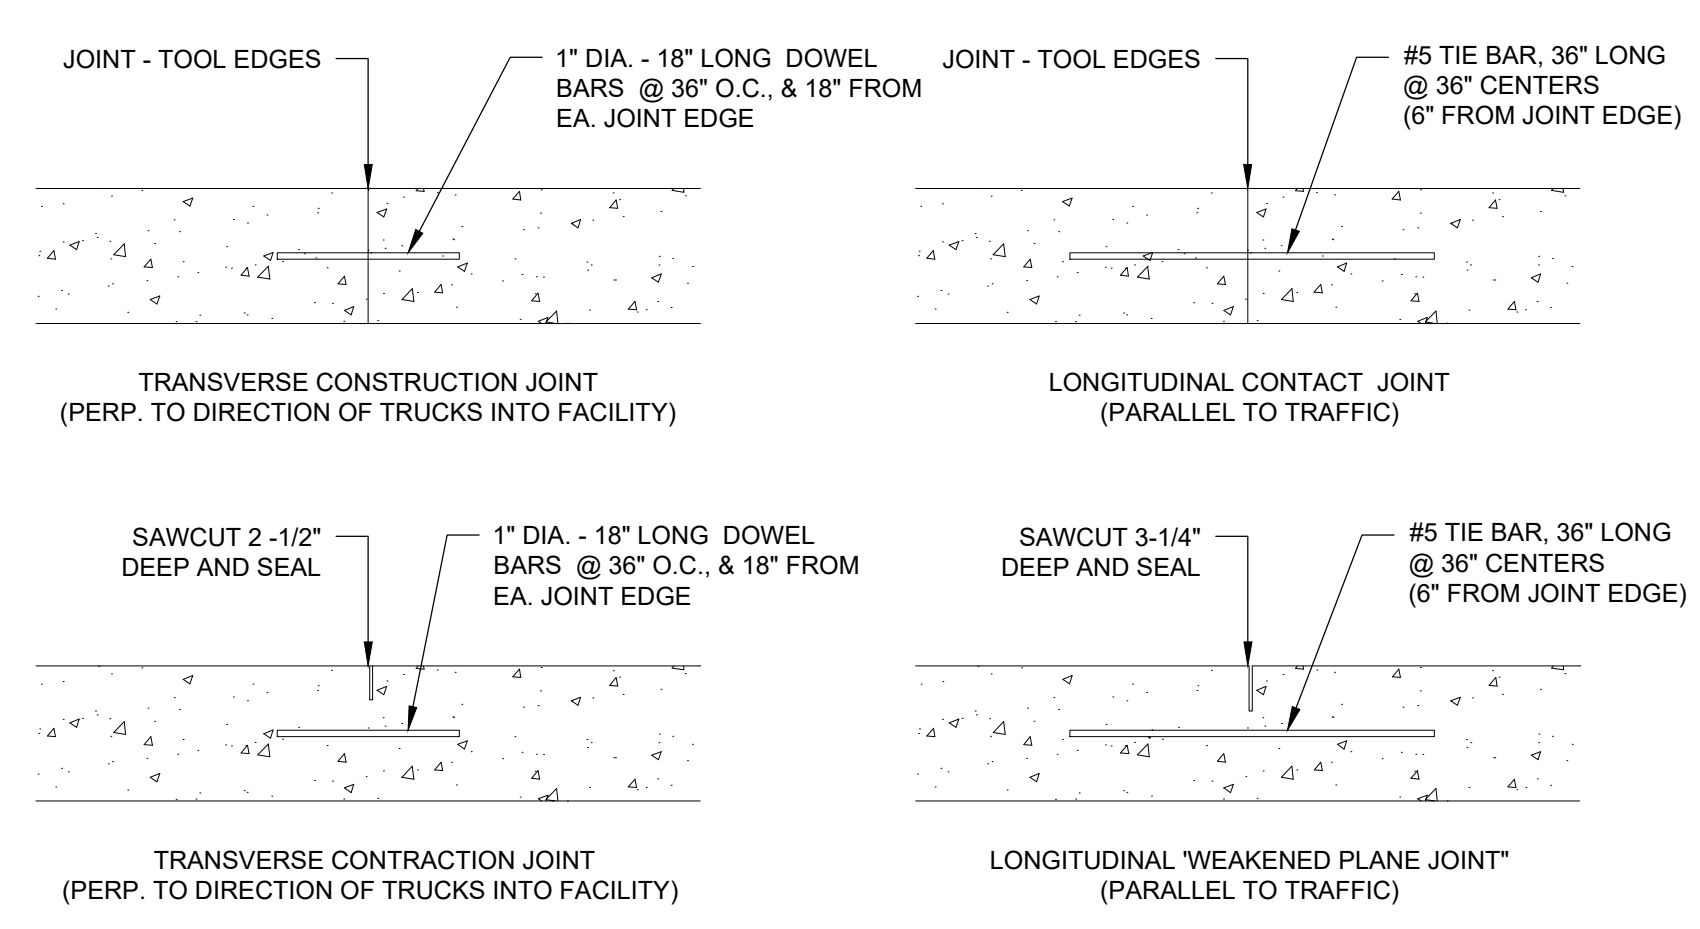 JOINT - TOOL EDGES
1" DIA. - 18" LONG DOWEL
BARS @ 36" O.C., & 18" FROM
EA. JOINT EDGE
TRANSVERSE CONSTRUCTION JOINT
(PERP. TO DIRECTION OF TRUCKS INTO FACILITY)
JOINT - TOOL EDGES
#5 TIE BAR, 36" LONG
@ 36" CENTERS
(6" FROM JOINT EDGE)
LONGITUDINAL CONTACT JOINT
(PARALLEL TO TRAFFIC)
SAWCUT 2 -1/2"
DEEP AND SEAL
1" DIA. - 18" LONG DOWEL
BARS @ 36" O.C., & 18" FROM
EA. JOINT EDGE
TRANSVERSE CONTRACTION JOINT
(PERP. TO DIRECTION OF TRUCKS INTO FACILITY)
SAWCUT 3-1/4"
DEEP AND SEAL
#5 TIE BAR, 36" LONG
@ 36" CENTERS
(6" FROM JOINT EDGE)
LONGITUDINAL 'WEAKENED PLANE JOINT"
(PARALLEL TO TRAFFIC)